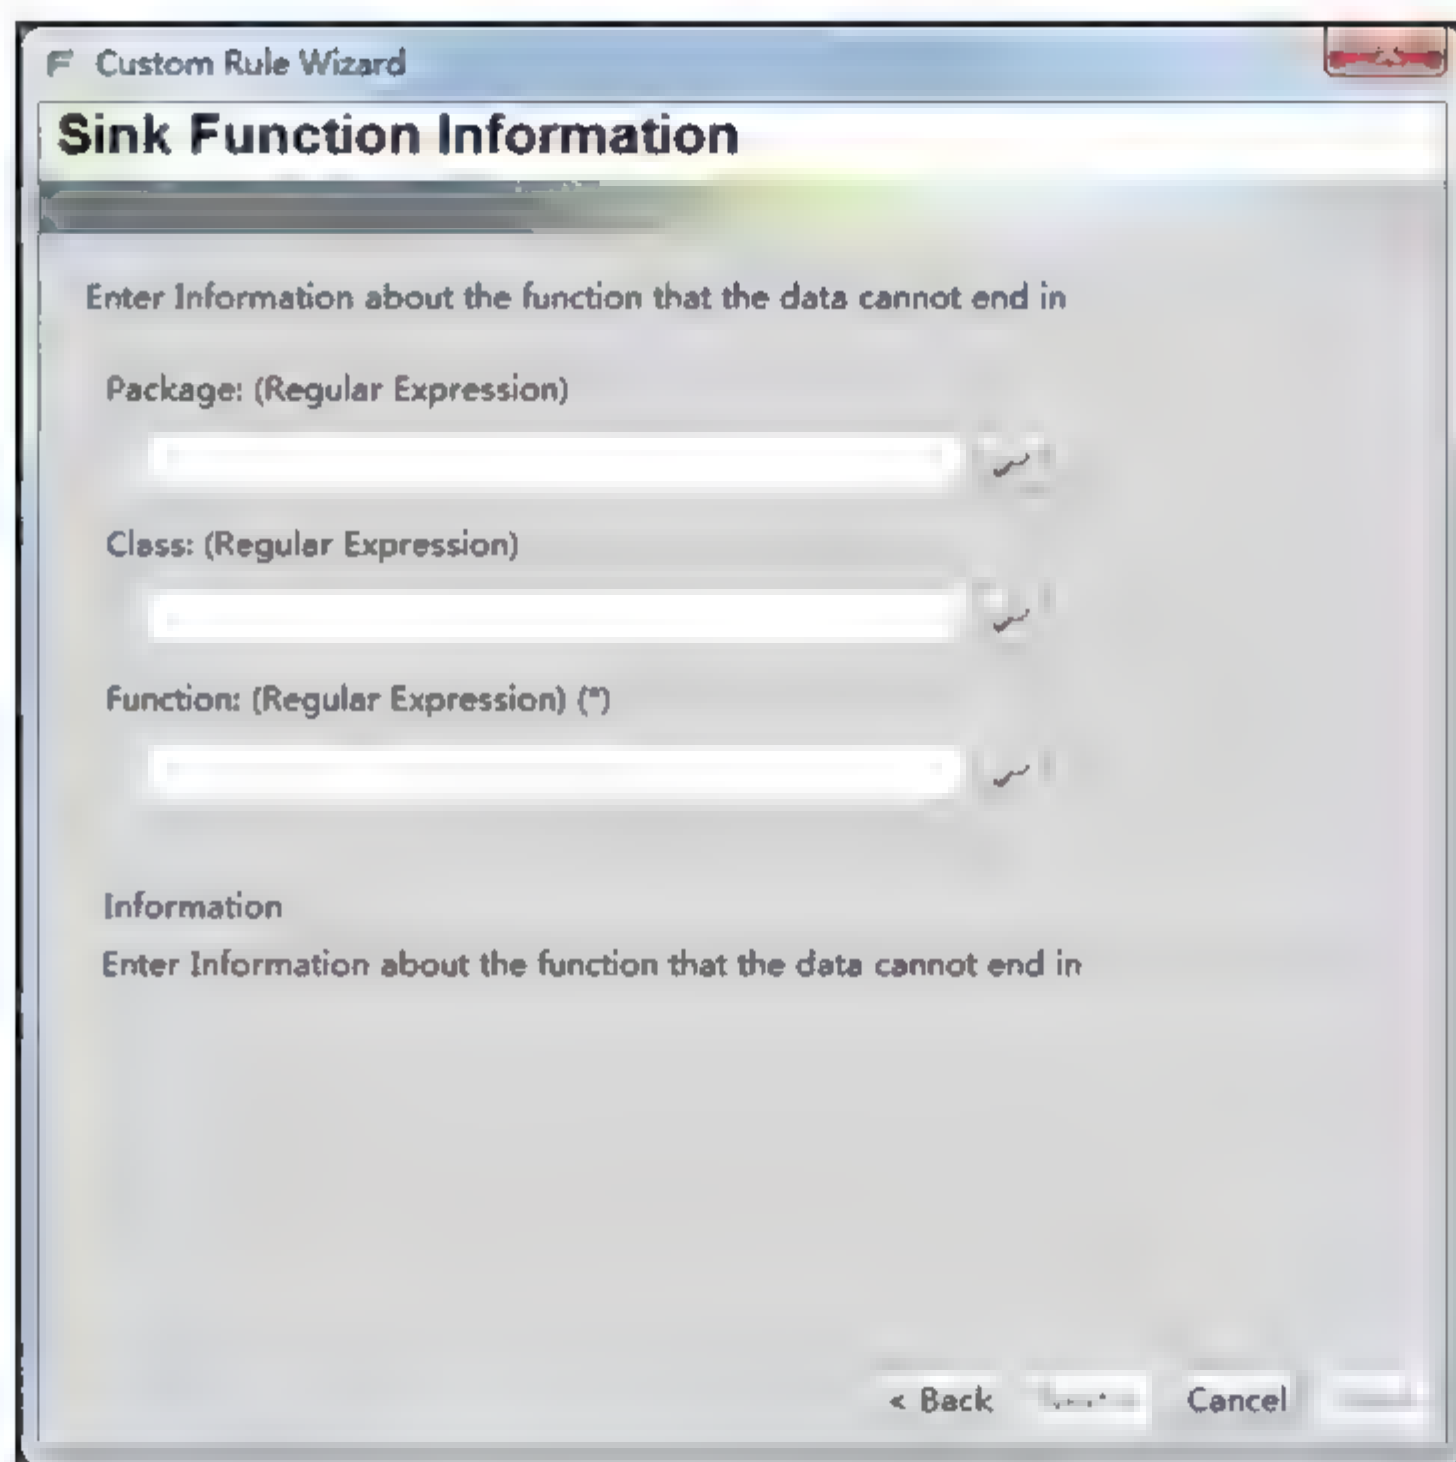 Custom Rule Wizard
Sink Function Information
Enter Information about the function that the data cannot end in
Package: (Regular Expression)
Class: (Regular Expression)
Function: (Regular Expression) (*)
Information
Enter Information about the function that the data cannot end in
< Back Cancel